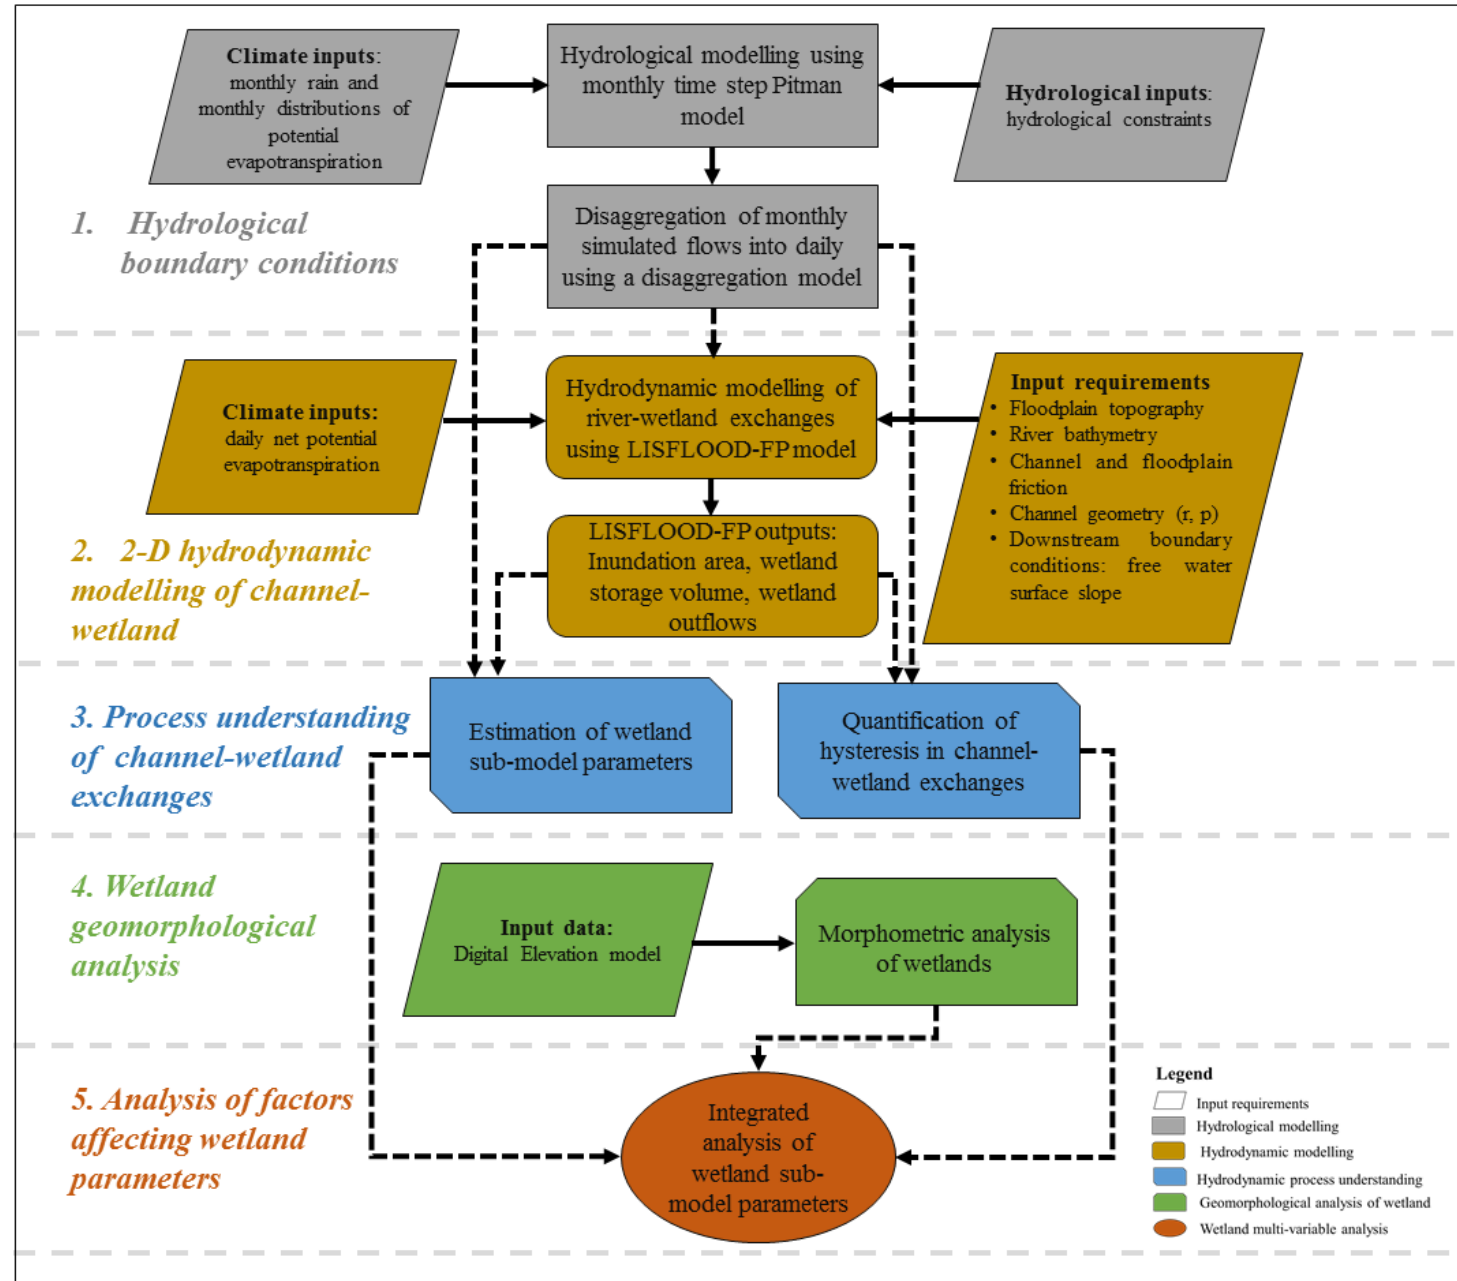 Climate inputs:
monthly rain and
monthly distributions of
potential
evapotranspiration
Hydrological modelling using
monthly time step Pitman
model
Hydrological inputs:
hydrological constraints
1. Hydrological
boundary conditions
Disaggregation of monthly
simulated flows into daily
using a disaggregation model
Climate inputs:
daily net potential
evapotranspiration
Hydrodynamic modelling of
river-wetland exchanges
using LISFLOOD-FP model
Input requirements
• Floodplain topography
• River bathymetry
• Channel and floodplain
friction
• Channel geometry (r, p)
• Downstream boundary
conditions: free water
surface slope
2. 2-D hydrodynamic
modelling of channel-
wetland
LISFLOOD-FP outputs:
Inundation area, wetland
storage volume, wetland
outflows
3. Process understanding
of channel-wetland
exchanges
Estimation of wetland
sub-model parameters
Quantification of
hysteresis in channel-
wetland exchanges
4. Wetland
geomorphological
analysis
Input data:
Digital Elevation model
Morphometric analysis
of wetlands
5. Analysis of factors
affecting wetland
parameters
Integrated
analysis of
wetland sub-
model parameters
Legend
Input requirements
Hydrological modelling
Hydrodynamic modelling
Hydrodynamic process understanding
Geomorphological analysis of wetland
Wetland multi-variable analysis